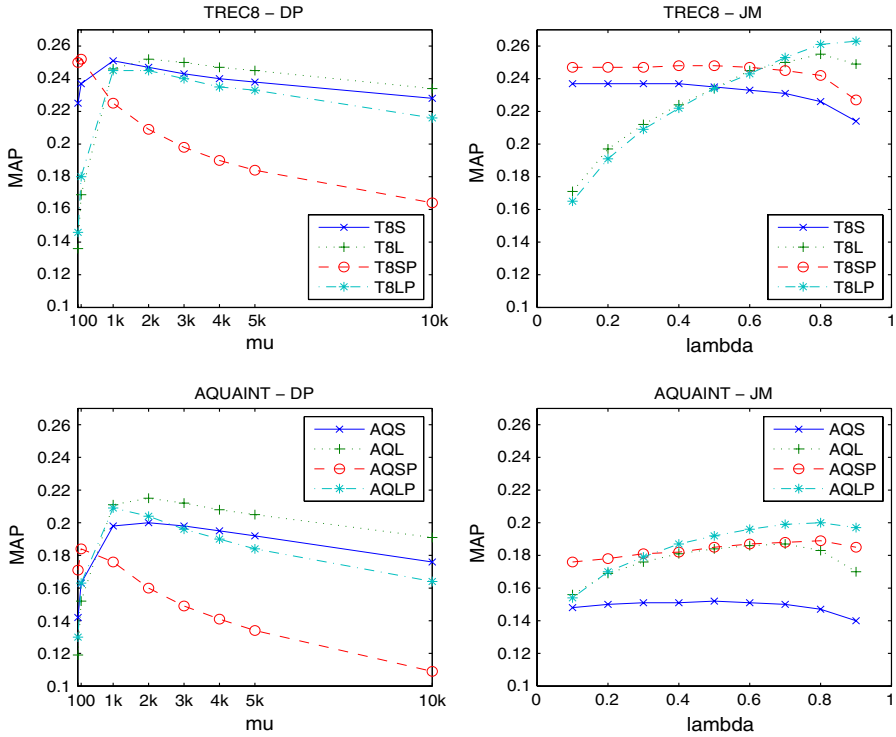 TREC8 – DP
0.26
0.24
0.22
0.2
0.18
0.16
0.14
0.12
0.1
MAP
T8S
T8L
T8SP
T8LP
100 1k 2k 3k 4k 5k 10k
mu
TREC8 – JM
0.26
0.24
0.22
0.2
0.18
0.16
0.14
0.12
0.1
MAP
T8S
T8L
T8SP
T8LP
0 0.2 0.4 0.6 0.8 1
lambda
AQUAINT – DP
0.26
0.24
0.22
0.2
0.18
0.16
0.14
0.12
0.1
MAP
AQS
AQL
AQSP
AQLP
100 1k 2k 3k 4k 5k 10k
mu
AQUAINT – JM
0.26
0.24
0.22
0.2
0.18
0.16
0.14
0.12
0.1
MAP
AQS
AQL
AQSP
AQLP
0 0.2 0.4 0.6 0.8 1
lambda